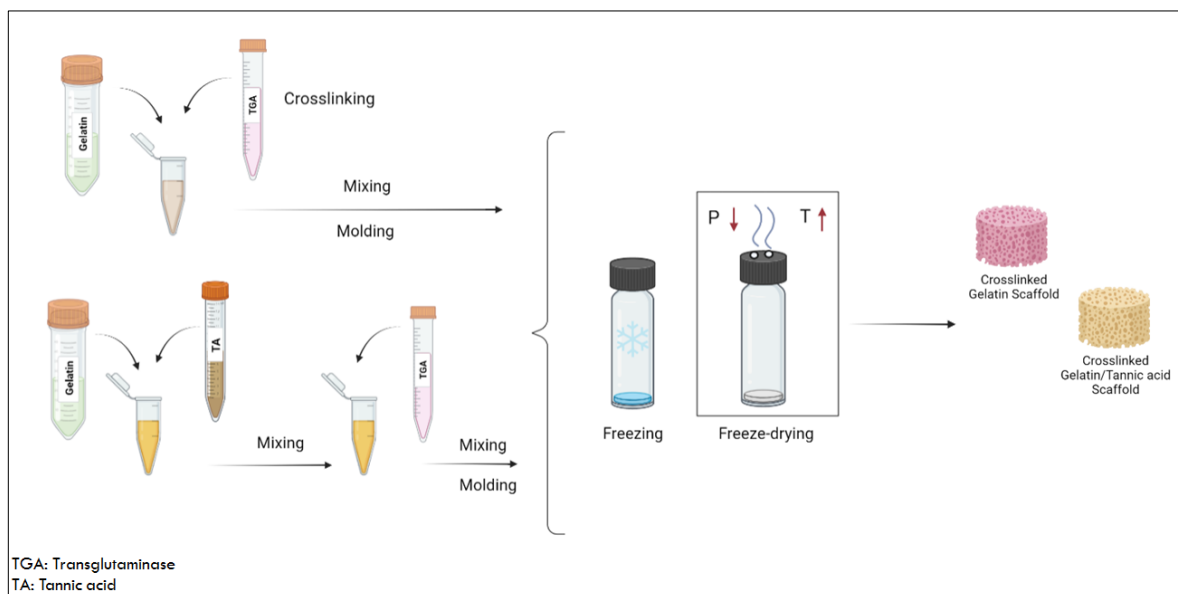 Gelatin
TGA
Crosslinking
Mixing
Molding
Gelatin
TA
Mixing
TGA
Mixing
Molding
Freezing
P
T
Freeze-drying
Crosslinked
Gelatin Scaffold
Crosslinked
Gelatin/Tannic acid
Scaffold
TGA: Transglutaminase
TA: Tannic acid